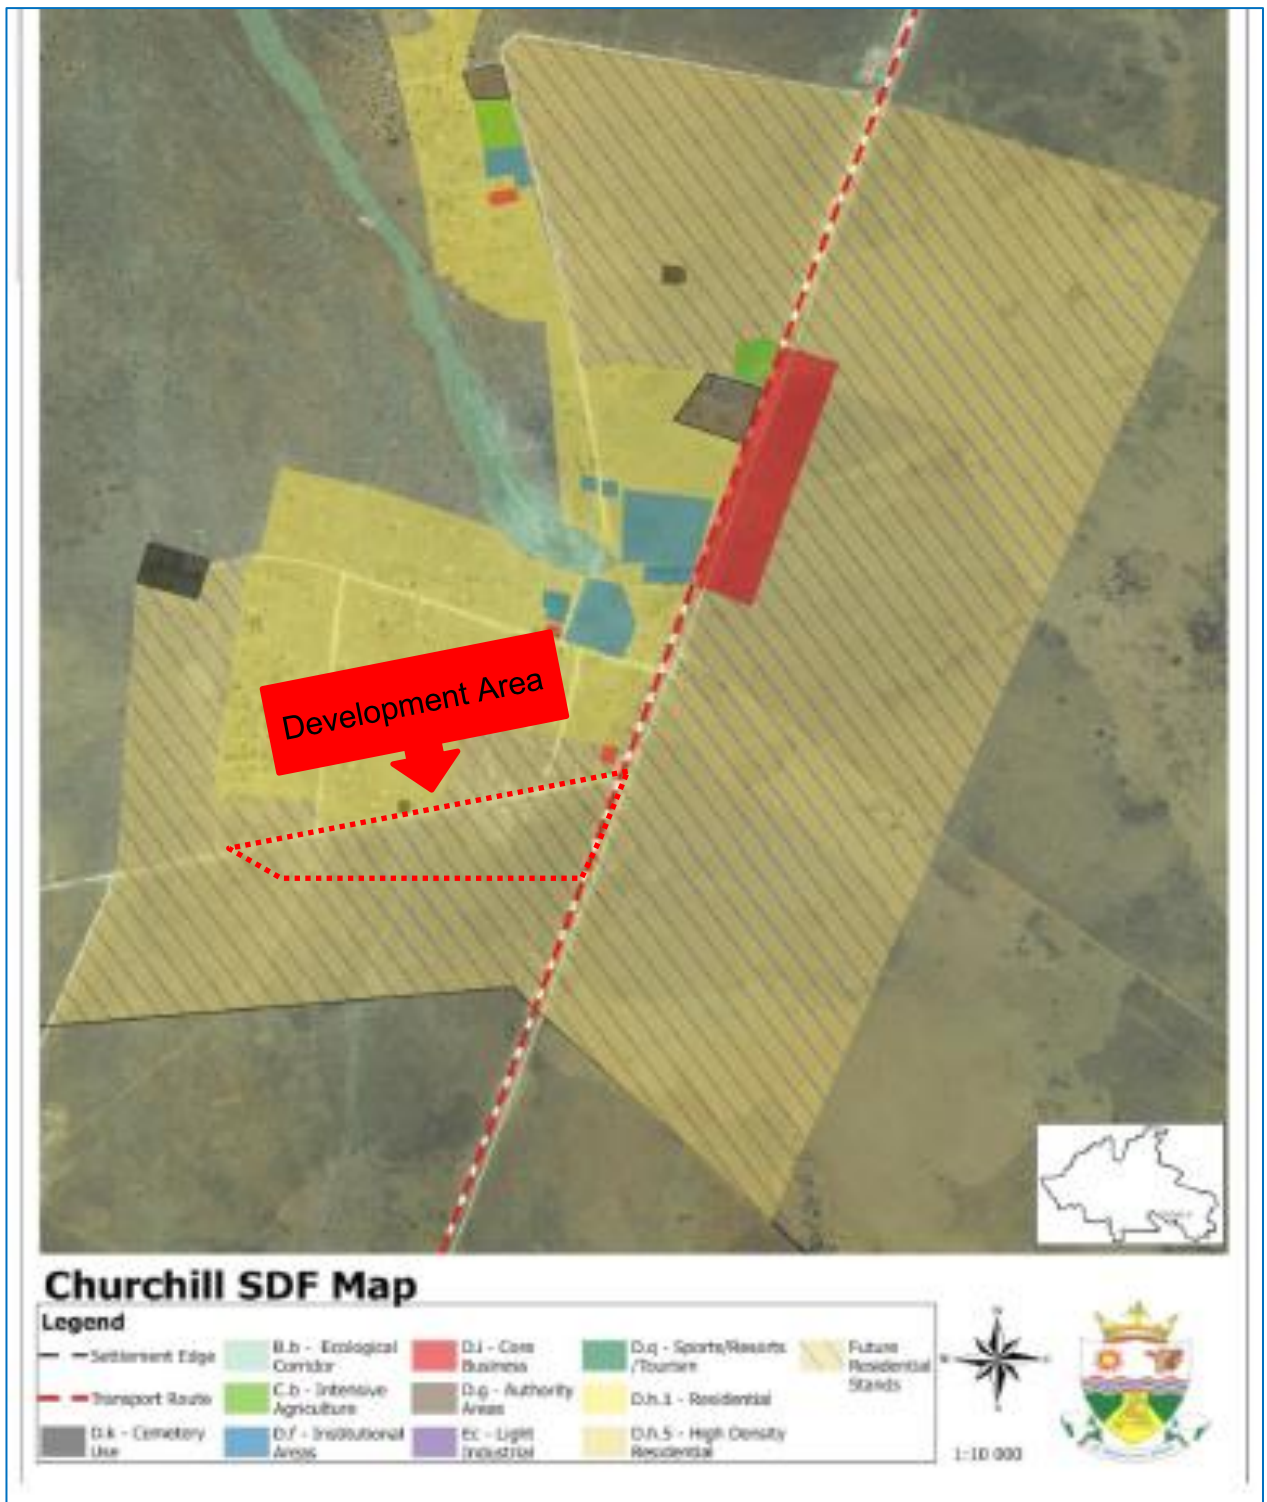 Development Area
Churchill SDF Map
Legend
Settlement Edge
B.b - Ecological
Corridor
D.i - Core
Business
D.q - Sports/Resorts
/Tourism
Future
Residential
Stands
Transport Route
C.b - Intensive
Agriculture
D.g - Authority
Areas
D.h.1 - Residential
D.k - Cemetery
Use
D.f - Institutional
Areas
Ec - Light
Industrial
D.h.5 - High Density
Residential
N
1:10 000